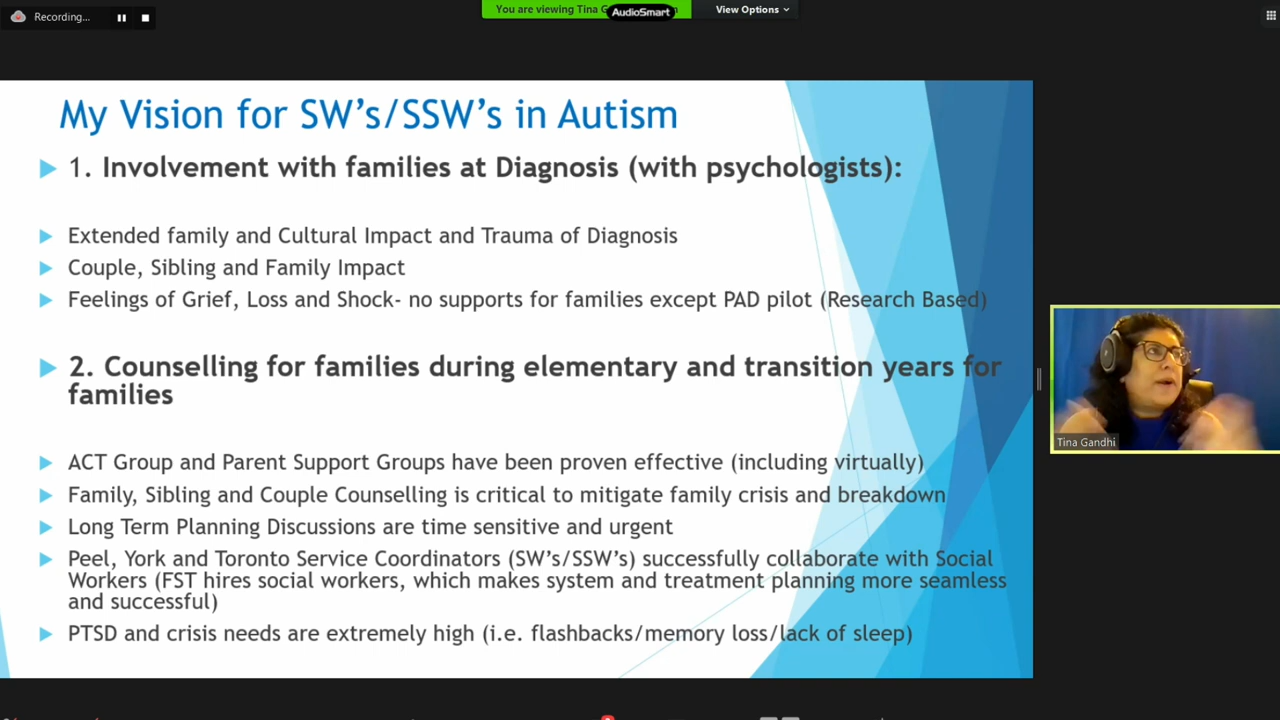 Recording...
You are viewing Tina G
AudioSmart
View Options
My Vision for SW's/SSW's in Autism
1. Involvement with families at Diagnosis (with psychologists):
Extended family and Cultural Impact and Trauma of Diagnosis
Couple, Sibling and Family Impact
Feelings of Grief, Loss and Shock- no supports for families except PAD pilot (Research Based)
2. Counselling for families during elementary and transition years for
families
ACT Group and Parent Support Groups have been proven effective (including virtually)
Family, Sibling and Couple Counselling is critical to mitigate family crisis and breakdown
Long Term Planning Discussions are time sensitive and urgent
Peel, York and Toronto Service Coordinators (SW's/SSW's) successfully collaborate with Social
Workers (FST hires social workers, which makes system and treatment planning more seamless
and successful)
PTSD and crisis needs are extremely high (i.e. flashbacks/memory loss/lack of sleep)
Tina Gandhi